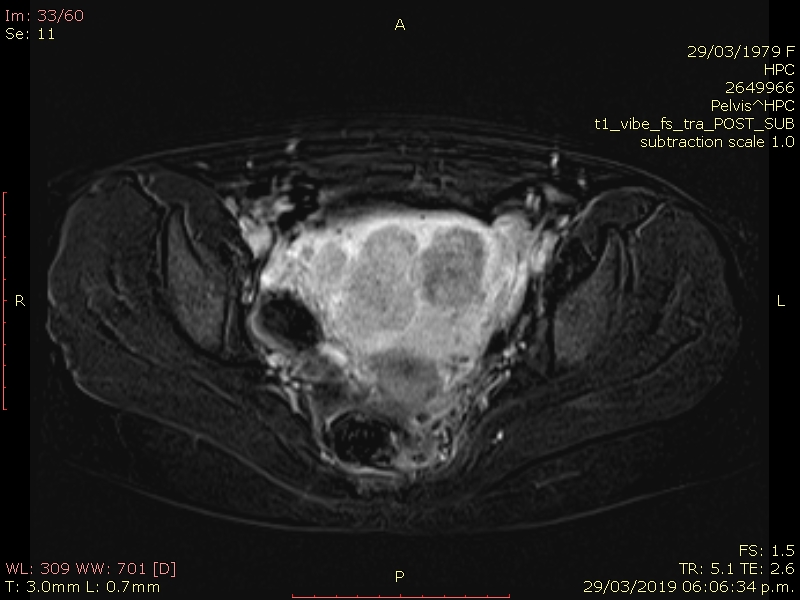 Im: 33/60
Se: 11
A
29/03/1979 F
HPC
2649966
Pelvis^HPC
t1_vibe_fs_tra_POST_SUB
subtraction scale 1.0
R
L
WL: 309 WW: 701 [D]
T: 3.0mm L: 0.7mm
P
FS: 1.5
TR: 5.1 TE: 2.6
29/03/2019 06:06:34 p.m.